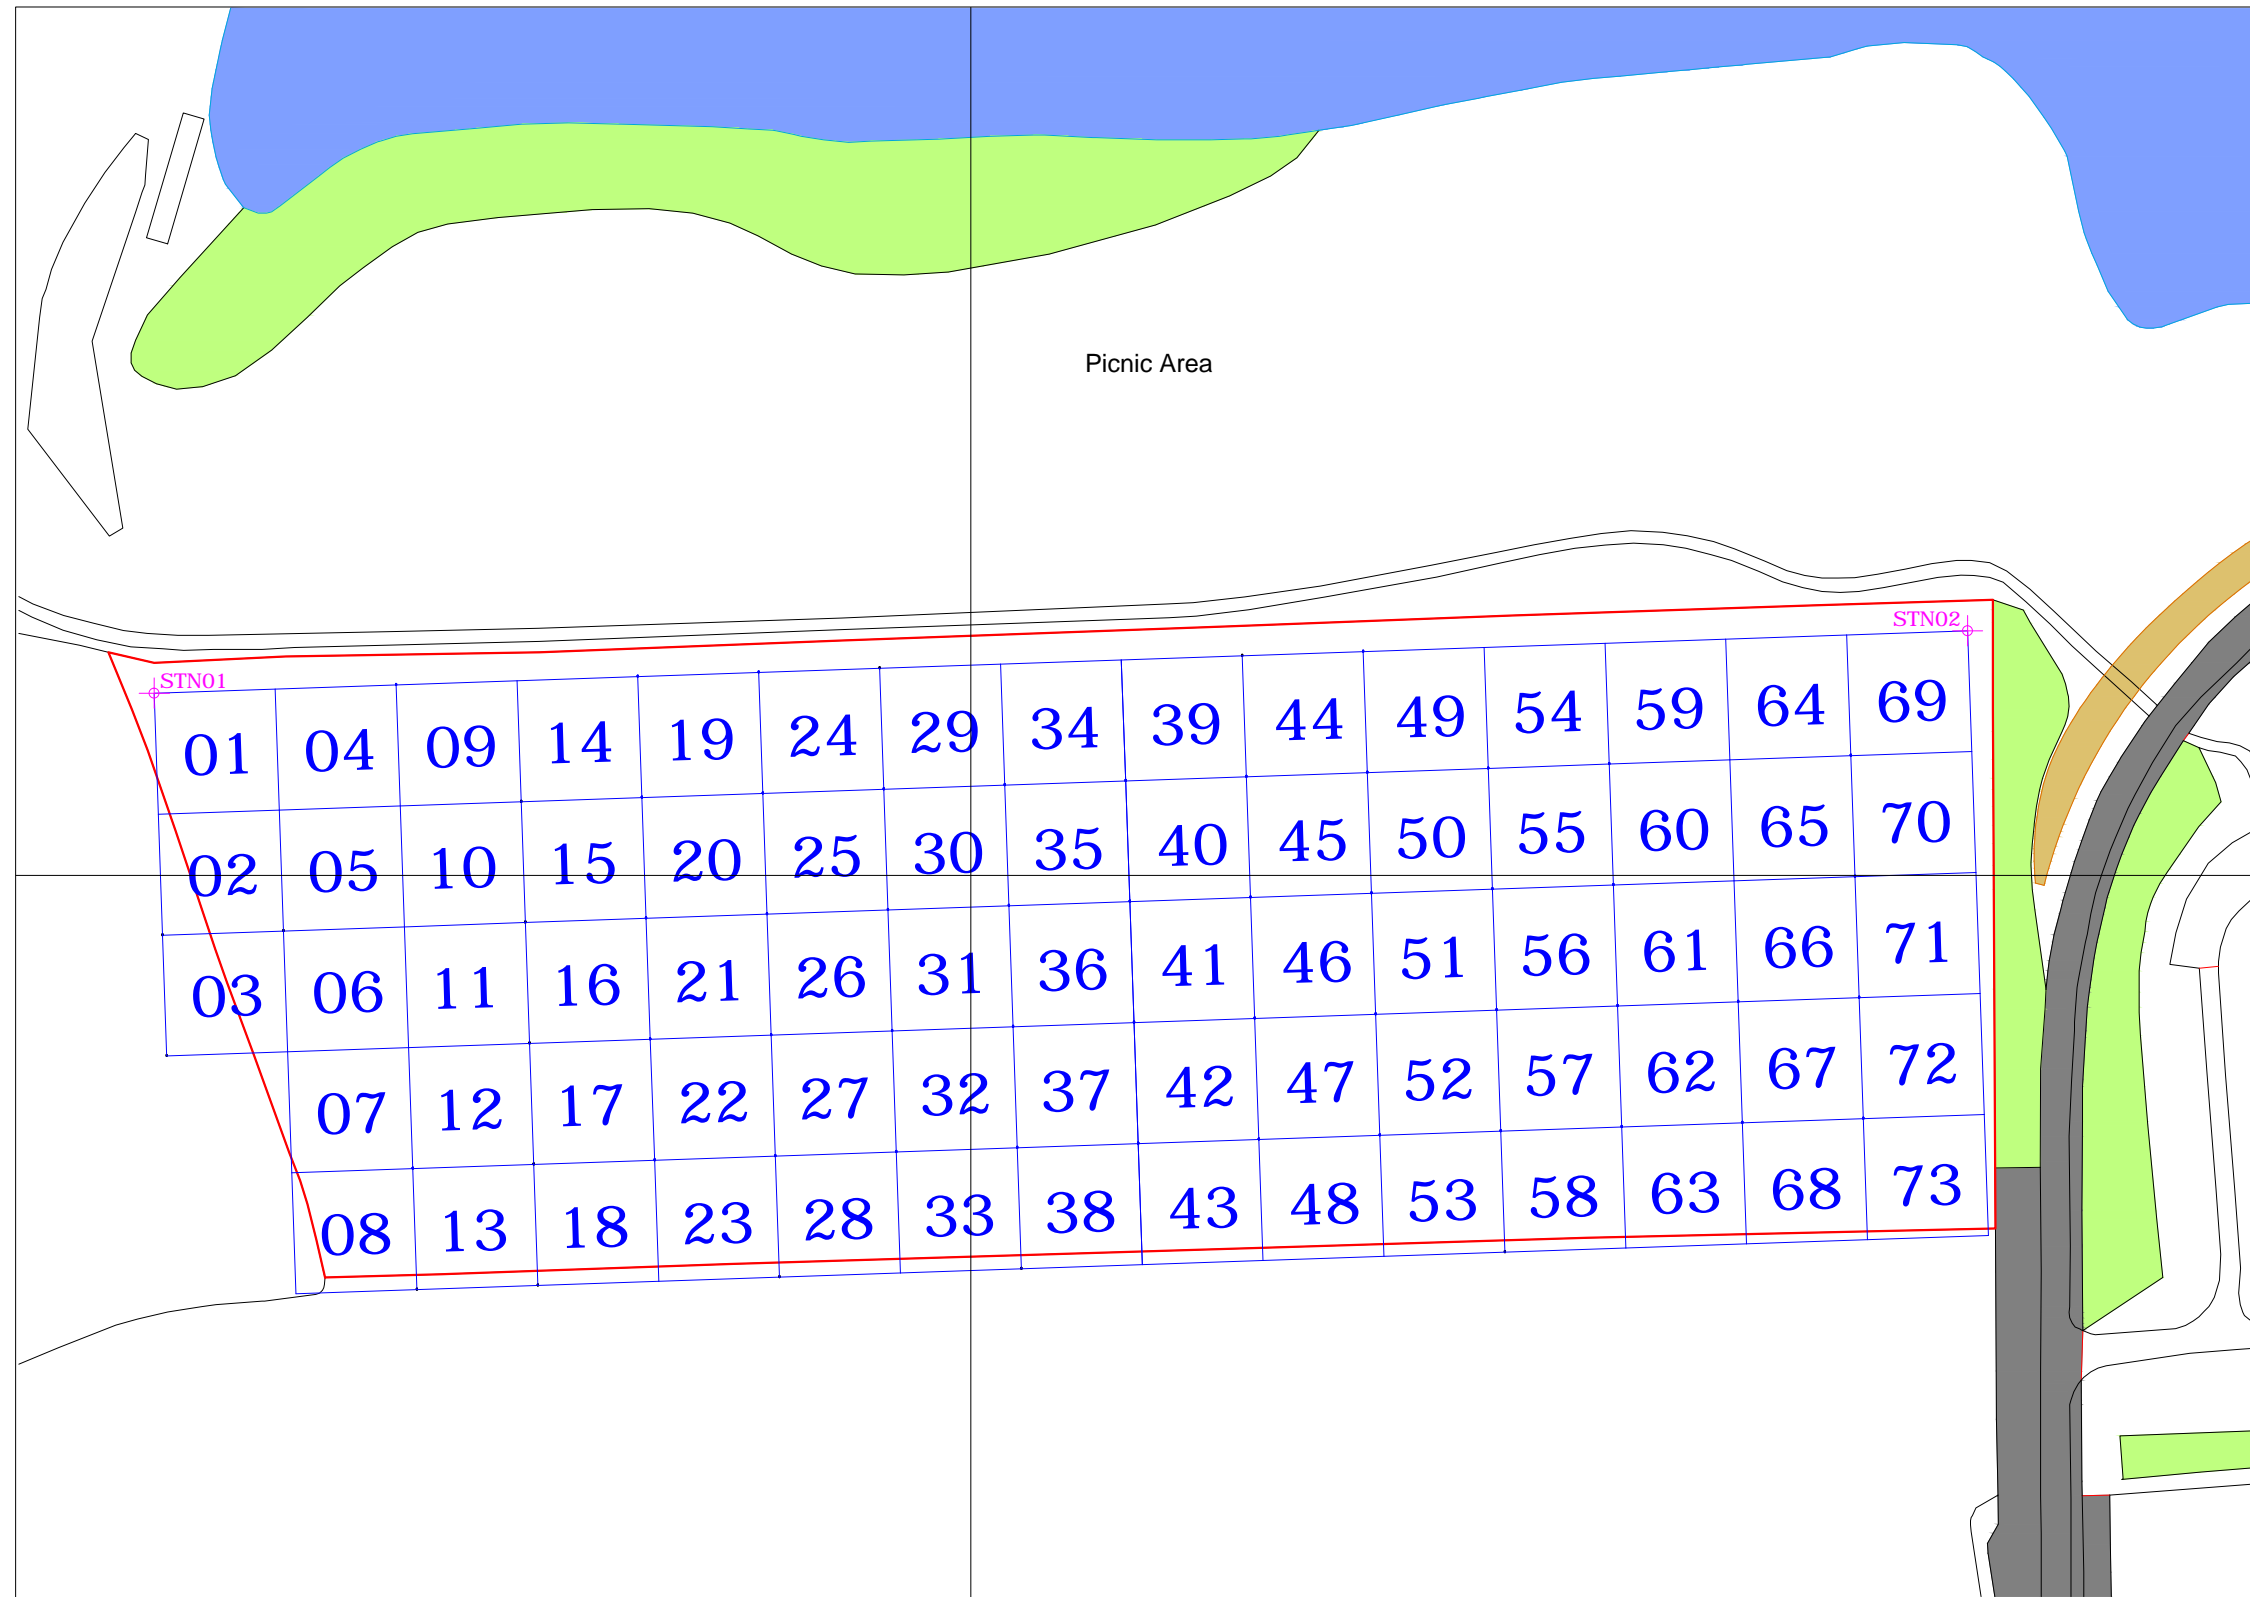 Picnic Area
STN02
STN01
01 04 09 14 19 24 29 34 39 44 49 54 59 64 69
02 05 10 15 20 25 30 35 40 45 50 55 60 65 70
03 06 11 16 21 26 31 36 41 46 51 56 61 66 71
07 12 17 22 27 32 37 42 47 52 57 62 67 72
08 13 18 23 28 33 38 43 48 53 58 63 68 73